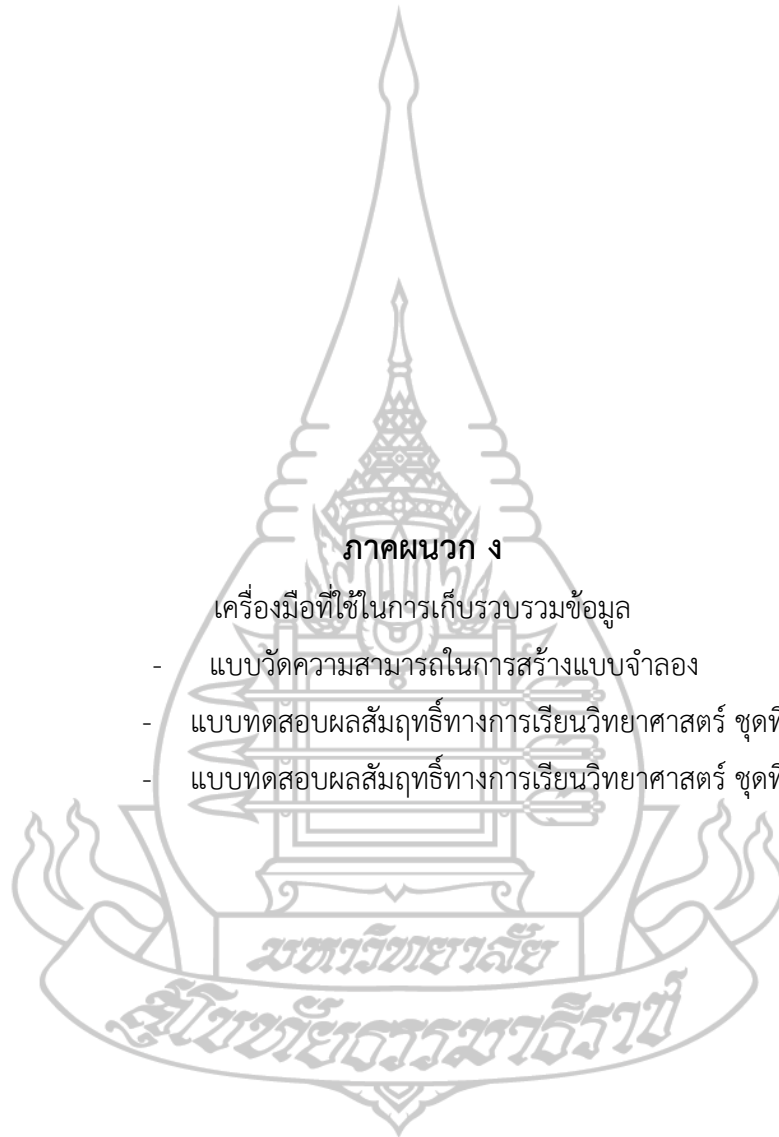 ภาคผนวก ง
เครื่องมือที่ใช้ในการเก็บรวบรวมข้อมูล
- แบบวัดความสามารถในการสร้างแบบจำลอง
- แบบทดสอบผลสัมฤทธิ์ทางการเรียนวิทยาศาสตร์ ชุดที่
- แบบทดสอบผลสัมฤทธิ์ทางการเรียนวิทยาศาสตร์ ชุดที่
มหาวิทยาลัย
สุโขทัยธรรมาธิราช